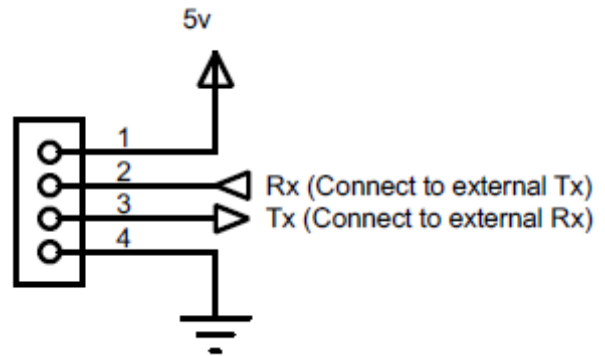 5v
1
2
Rx (Connect to external Tx)
3
Tx (Connect to external Rx)
4